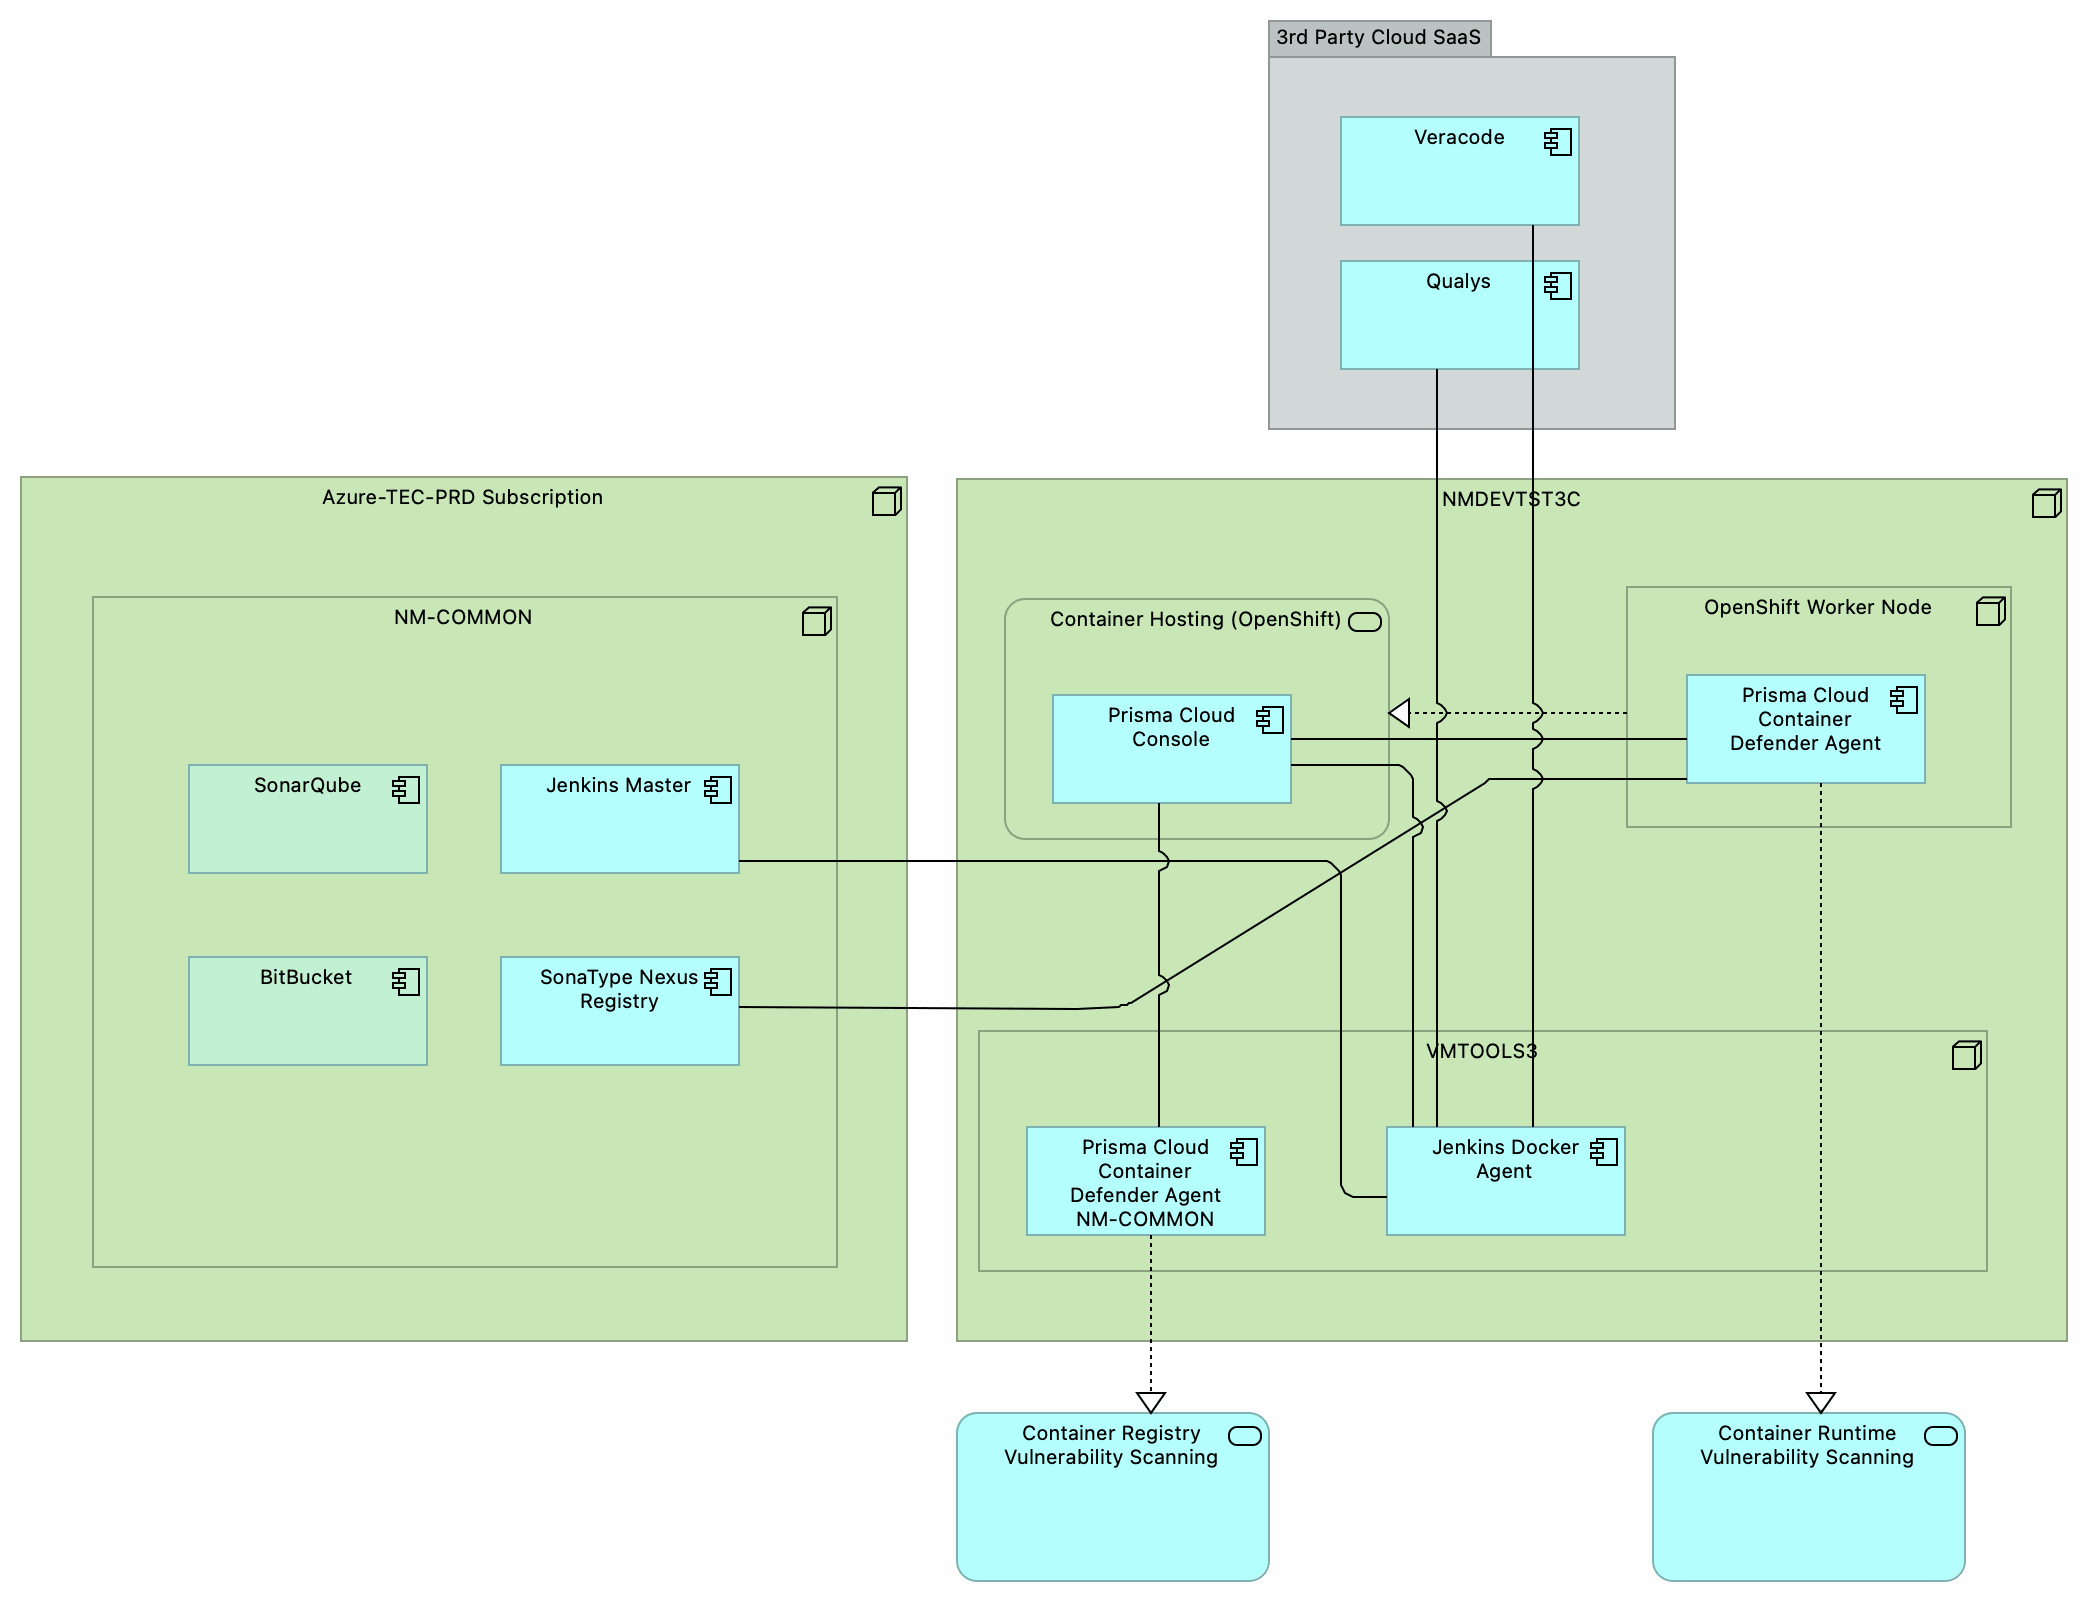 3rd Party Cloud SaaS
Veracode
Qualys
Azure-TEC-PRD Subscription
NM-COMMON
SonarQube
Jenkins Master
BitBucket
SonaType Nexus
Registry
NMDEVTST3C
Container Hosting (OpenShift)
Prisma Cloud
Console
OpenShift Worker Node
Prisma Cloud
Container
Defender Agent
VMTOOLS3
Prisma Cloud
Container
Defender Agent
NM-COMMON
Jenkins Docker
Agent
Container Registry
Vulnerability Scanning
Container Runtime
Vulnerability Scanning